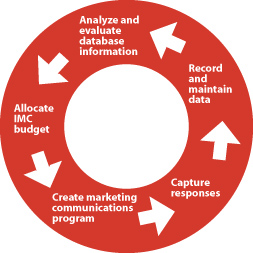 Analyze and
evaluate
database
information
Allocate
IMC
budget
Create marketing
communications
program
Capture
responses
Record
and
maintain
data